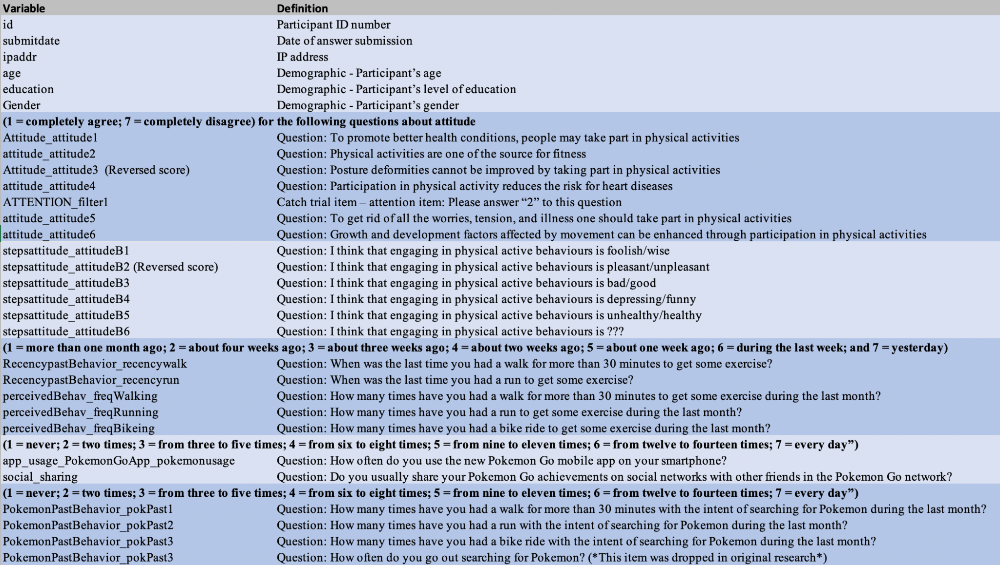 Variable Definition
id Participant ID number
submitdate Date of answer submission
ipaddr IP address
age Demographic - Participant’s age
education Demographic - Participant’s level of education
Gender Demographic - Participant’s gender
(1 = completely agree; 7 = completely disagree) for the following questions about attitude
Attitude_attitude1 Question: To promote better health conditions, people may take part in physical activities
attitude_attitude2 Question: Physical activities are one of the source for fitness
Attitude_attitude3 (Reversed score) Question: Posture deformities cannot be improved by taking part in physical activities
attitude_attitude4 Question: Participation in physical activity reduces the risk for heart diseases
ATTENTION_filter1 Catch trial item – attention item: Please answer “2” to this question
attitude_attitude5 Question: To get rid of all the worries, tension, and illness one should take part in physical activities
attitude_attitude6 Question: Growth and development factors affected by movement can be enhanced through participation in physical activities
stepsattitude_attitudeB1 Question: I think that engaging in physical active behaviours is foolish/wise
stepsattitude_attitudeB2 (Reversed score) Question: I think that engaging in physical active behaviours is pleasant/unpleasant
stepsattitude_attitudeB3 Question: I think that engaging in physical active behaviours is bad/good
stepsattitude_attitudeB4 Question: I think that engaging in physical active behaviours is depressing/funny
stepsattitude_attitudeB5 Question: I think that engaging in physical active behaviours is unhealthy/healthy
stepsattitude_attitudeB6 Question: I think that engaging in physical active behaviours is ???
(1 = more than one month ago; 2 = about four weeks ago; 3 = about three weeks ago; 4 = about two weeks ago; 5 = about one week ago; 6 = during the last week; and 7 = yesterday)
RecencypastBehavior_recencywalk Question: When was the last time you had a walk for more than 30 minutes to get some exercise?
RecencypastBehavior_recencyrun Question: When was the last time you had a run to get some exercise?
perceivedBehav_freqWalking Question: How many times have you had a walk for more than 30 minutes to get some exercise during the last month?
perceivedBehav_freqRunning Question: How many times have you had a run to get some exercise during the last month?
perceivedBehav_freqBikeing Question: How many times have you had a bike ride to get some exercise during the last month?
(1 = never; 2 = two times; 3 = from three to five times; 4 = from six to eight times; 5 = from nine to eleven times; 6 = from twelve to fourteen times; 7 = every day”)
app_usage_PokemonGoApp_pokemonusage Question: How often do you use the new Pokemon Go mobile app on your smartphone?
social_sharing Question: Do you usually share your Pokemon Go achievements on social networks with other friends in the Pokemon Go network?
(1 = never; 2 = two times; 3 = from three to five times; 4 = from six to eight times; 5 = from nine to eleven times; 6 = from twelve to fourteen times; 7 = every day”)
PokemonPastBehavior_pokPast1 Question: How many times have you had a walk for more than 30 minutes with the intent of searching for Pokemon during the last month?
PokemonPastBehavior_pokPast2 Question: How many times have you had a run with the intent of searching for Pokemon during the last month?
PokemonPastBehavior_pokPast3 Question: How many times have you had a bike ride with the intent of searching for Pokemon during the last month?
PokemonPastBehavior_pokPast3 Question: How often do you go out searching for Pokemon? (*This item was dropped in original research*)